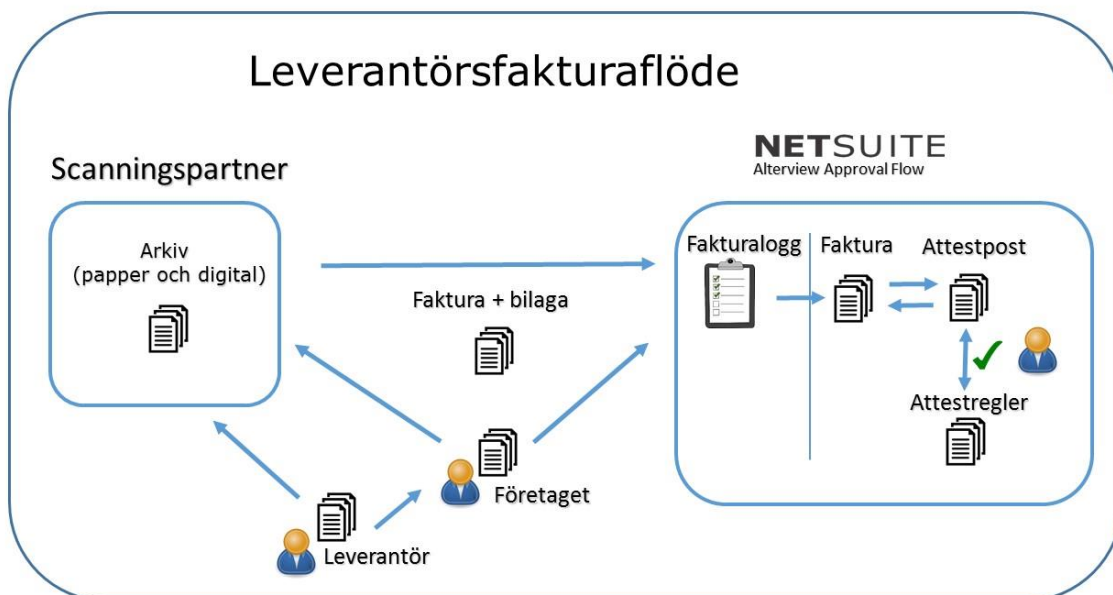 Leverantörsfakturaflöde
Scanningspartner
Arkiv
(papper och digital)
Faktura + bilaga
Leverantör
Företaget
NETSUITE
Alterview Approval Flow
Fakturalogg
Faktura
Attestpost
Attestregler